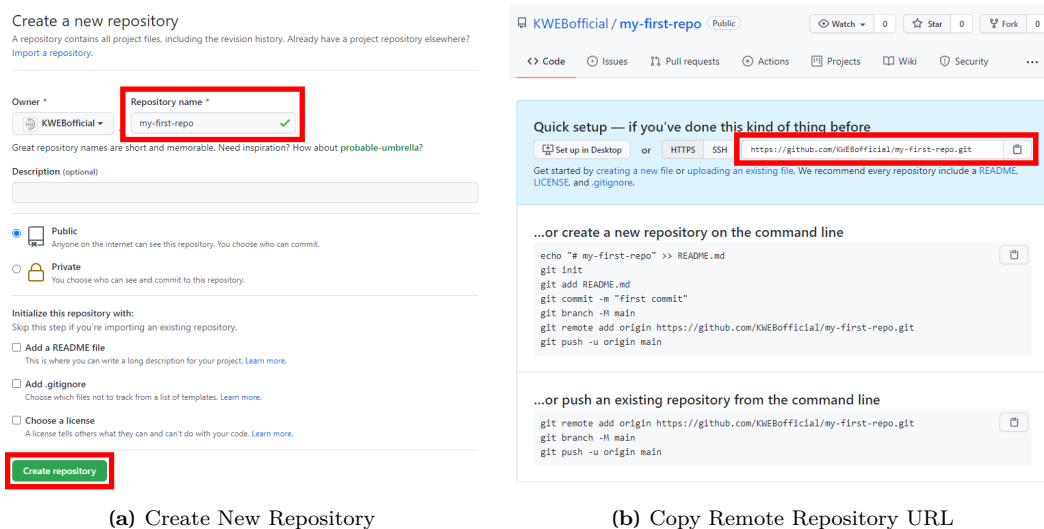 Create a new repository
A repository contains all project files, including the revision history. Already have a project repository elsewhere?
Import a repository.
Owner *
Repository name *
KWEBofficial
my-first-repo
Great repository names are short and memorable. Need inspiration? How about probable-umbrella?
Description (optional)
Public
Anyone on the internet can see this repository. You choose who can commit.
Private
You choose who can see and commit to this repository.
Initialize this repository with:
Skip this step if you're importing an existing repository.
Add a README file
This is where you can write a long description for your project. Learn more.
Add .gitignore
Choose which files not to track from a list of templates. Learn more.
Choose a license
A license tells others what they can and can't do with your code. Learn more.
Create repository
(a) Create New Repository
KWEBofficial / my-first-repo Public
Watch 0 Star 0 Fork 0
<> Code Issues Pull requests Actions Projects Wiki Security ...
Quick setup — if you've done this kind of thing before
Set up in Desktop or HTTPS SSH https://github.com/KWEBofficial/my-first-repo.git
Get started by creating a new file or uploading an existing file. We recommend every repository include a README,
LICENSE, and .gitignore.
...or create a new repository on the command line
echo "# my-first-repo" >> README.md
git init
git add README.md
git commit -m "first commit"
git branch -M main
git remote add origin https://github.com/KWEBofficial/my-first-repo.git
git push -u origin main
...or push an existing repository from the command line
git remote add origin https://github.com/KWEBofficial/my-first-repo.git
git branch -M main
git push -u origin main
(b) Copy Remote Repository URL